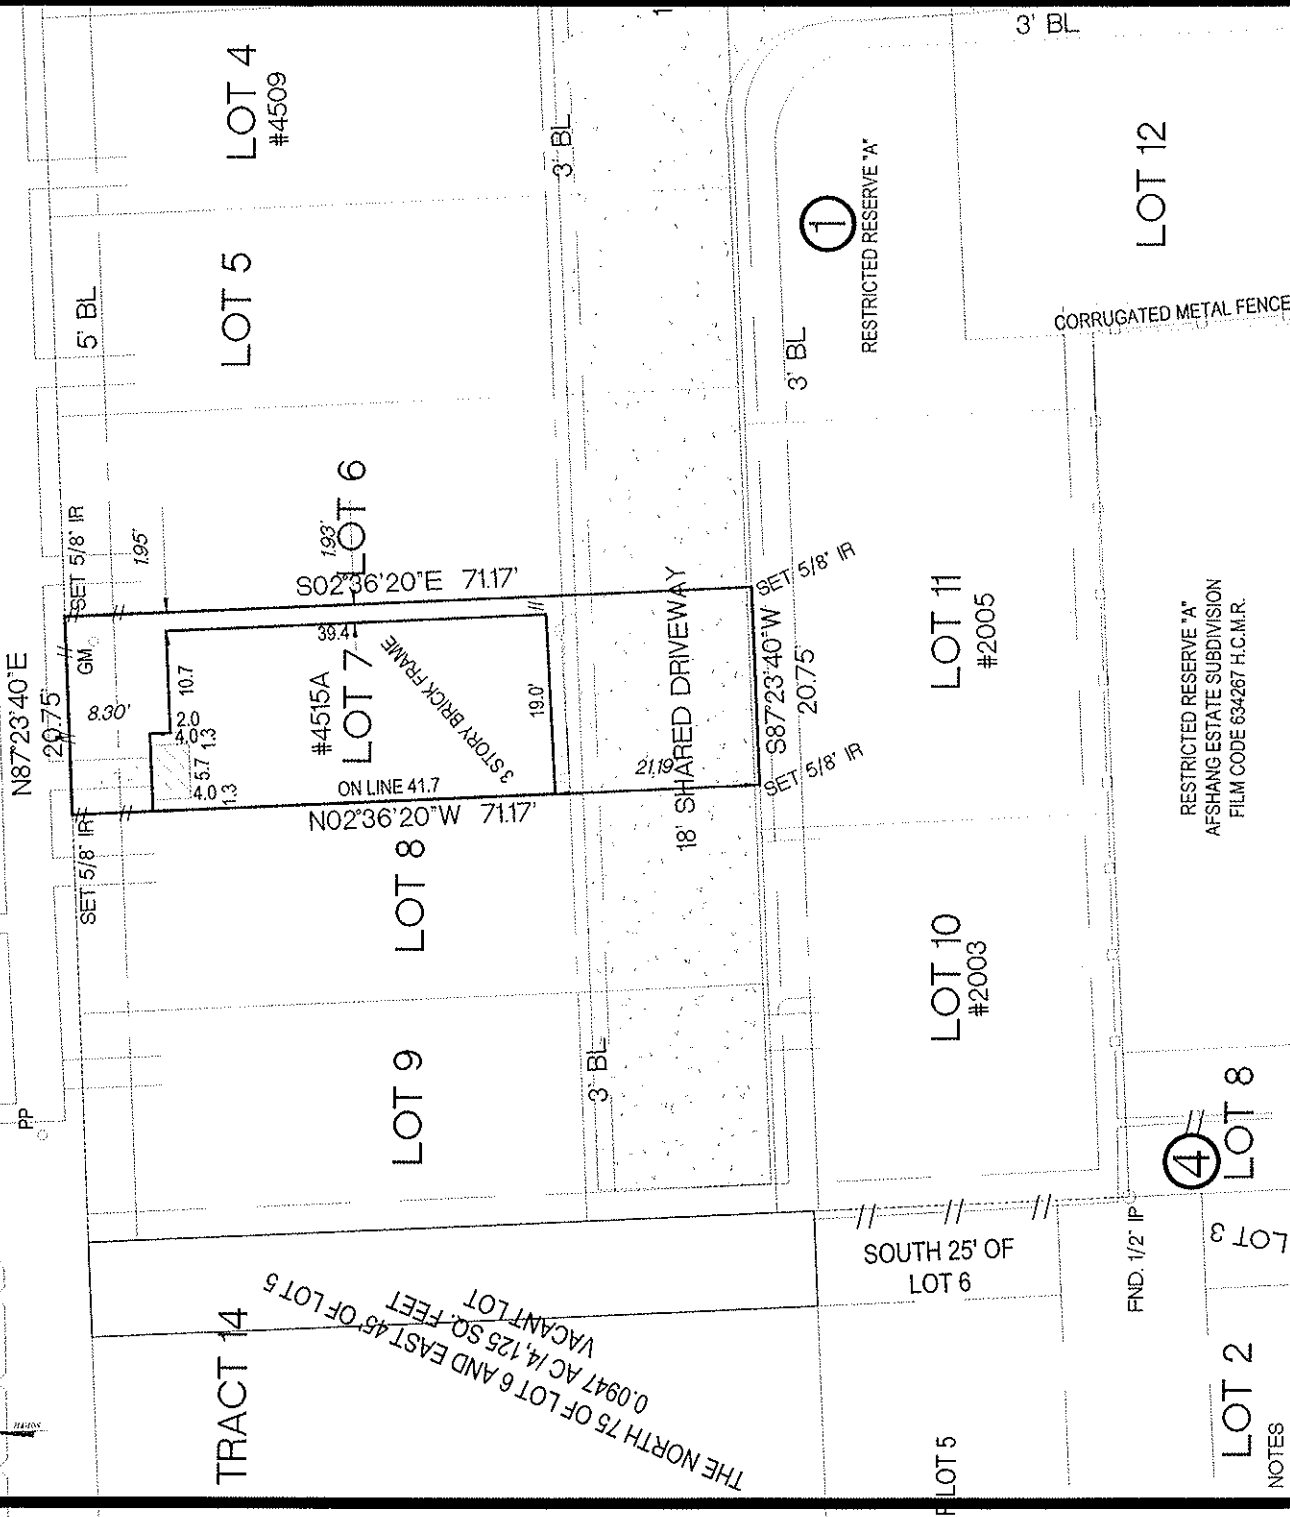 3' BL
LOT 4
#4509
3' BL
LOT 12
RESTRICTED RESERVE "A"
1
LOT 5
5' BL
CORRUGATED METAL FENCE
3' BL
LOT 6
SET 5/8" IR
1.95'
1.93'
S02°36'20"E 71.17'
SET 5/8" IR
N87°23'40"E
20.75'
GM
8.30'
10.7
2.0
4.0
1.3
5.7
4.0
1.3
39.4
#4515A
LOT 7
3 STORY BRICK FRAME
19.0'
ON LINE 41.7
N02°36'20"W 71.17'
21.19'
18' SHARED DRIVEWAY
S87°23'40"W
20.75'
SET 5/8" IR
SET 5/8" IR
LOT 11
#2005
RESTRICTED RESERVE "A"
AFSHANG ESTATE SUBDIVISION
FILM CODE 634267 H.C.M.R.
LOT 8
LOT 10
#2003
LOT 9
3' BL
PP
4
LOT 8
SOUTH 25' OF
LOT 6
FND. 1/2" IP
LOT 3
TRACT 14
THE NORTH 75 OF LOT 6 AND EAST 45' OF LOT 5
0.0947 AC /4,125 SQ. FEET
VACANT LOT
LOT 5
LOT 2
NOTES